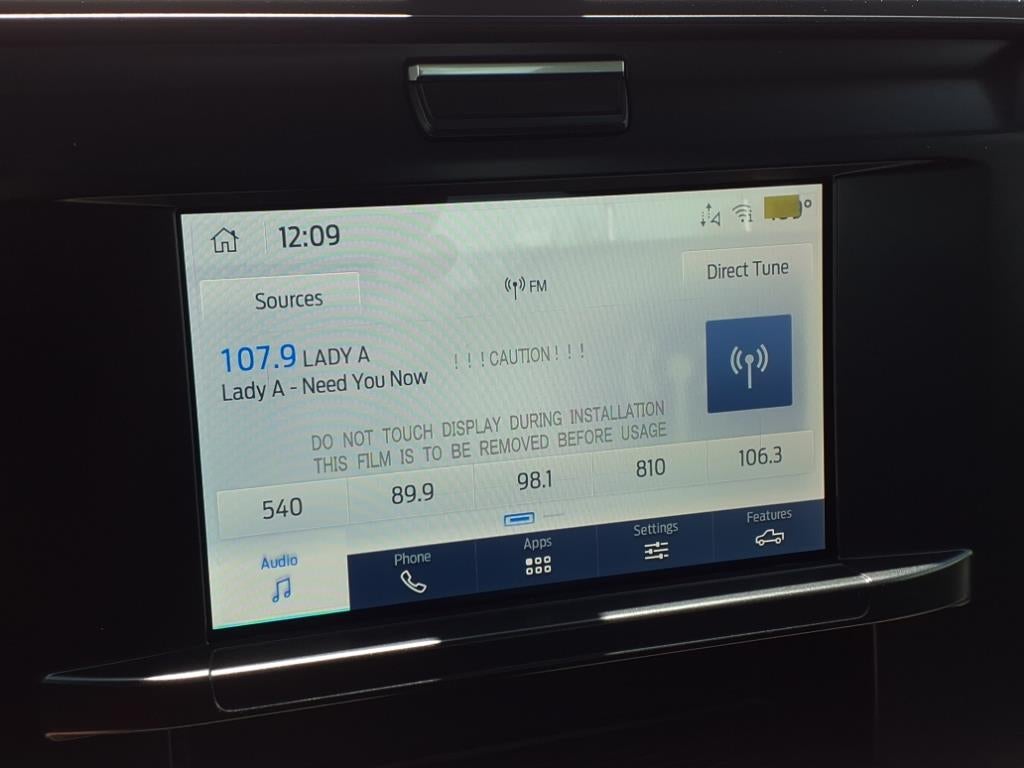 12:09
Sources
FM
Direct Tune
107.9 LADY A
! ! ! CAUTION ! ! !
Lady A - Need You Now
DO NOT TOUCH DISPLAY DURING INSTALLATION
THIS FILM IS TO BE REMOVED BEFORE USAGE
540 89.9 98.1 810 106.3
Audio Phone Apps Settings Features